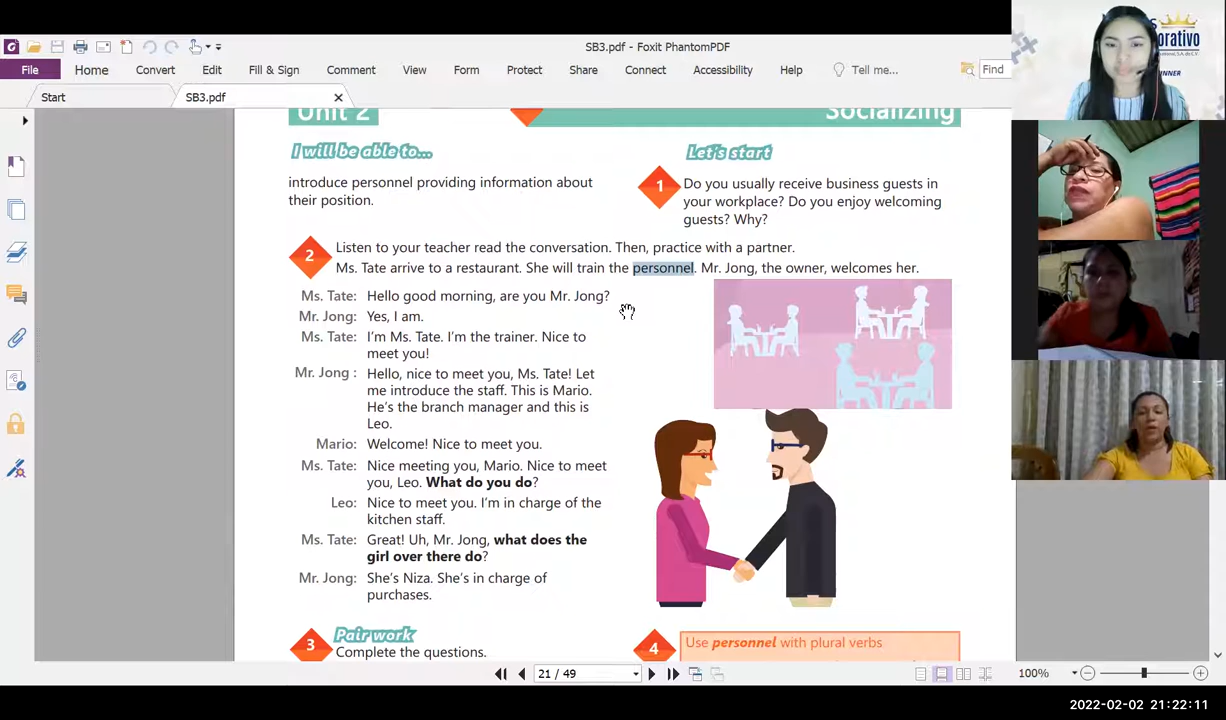 SB3.pdf - Foxit PhantomPDF
File Home Convert Edit Fill & Sign Comment View Form Protect Share Connect Accessibility Help Tell me... Find
Start SB3.pdf
orativo
INNER
Unit 2 Socializing
I will be able to...
introduce personnel providing information about
their position.
Let's start
1 Do you usually receive business guests in
your workplace? Do you enjoy welcoming
guests? Why?
2 Listen to your teacher read the conversation. Then, practice with a partner.
Ms. Tate arrive to a restaurant. She will train the personnel. Mr. Jong, the owner, welcomes her.
Ms. Tate: Hello good morning, are you Mr. Jong?
Mr. Jong: Yes, I am.
Ms. Tate: I'm Ms. Tate. I'm the trainer. Nice to
meet you!
Mr. Jong : Hello, nice to meet you, Ms. Tate! Let
me introduce the staff. This is Mario.
He's the branch manager and this is
Leo.
Mario: Welcome! Nice to meet you.
Ms. Tate: Nice meeting you, Mario. Nice to meet
you, Leo. What do you do?
Leo: Nice to meet you. I'm in charge of the
kitchen staff.
Ms. Tate: Great! Uh, Mr. Jong, what does the
girl over there do?
Mr. Jong: She's Niza. She's in charge of
purchases.
3 Pair work
Complete the questions.
4 Use personnel with plural verbs
21 / 49 100%
2022-02-02 21:22:11